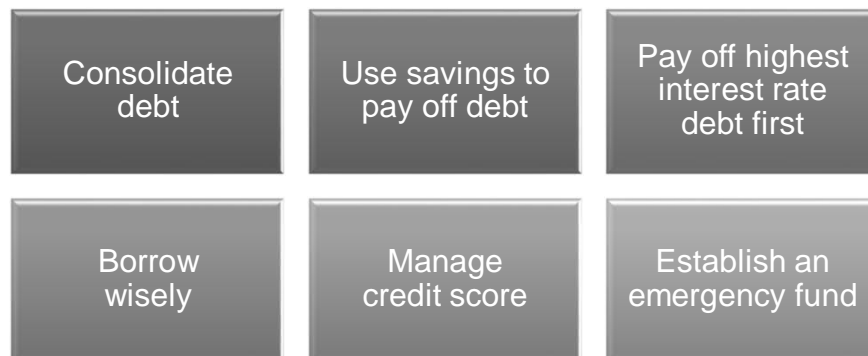 Consolidate
debt
Use savings to
pay off debt
Pay off highest
interest rate
debt first
Borrow
wisely
Manage
credit score
Establish an
emergency fund